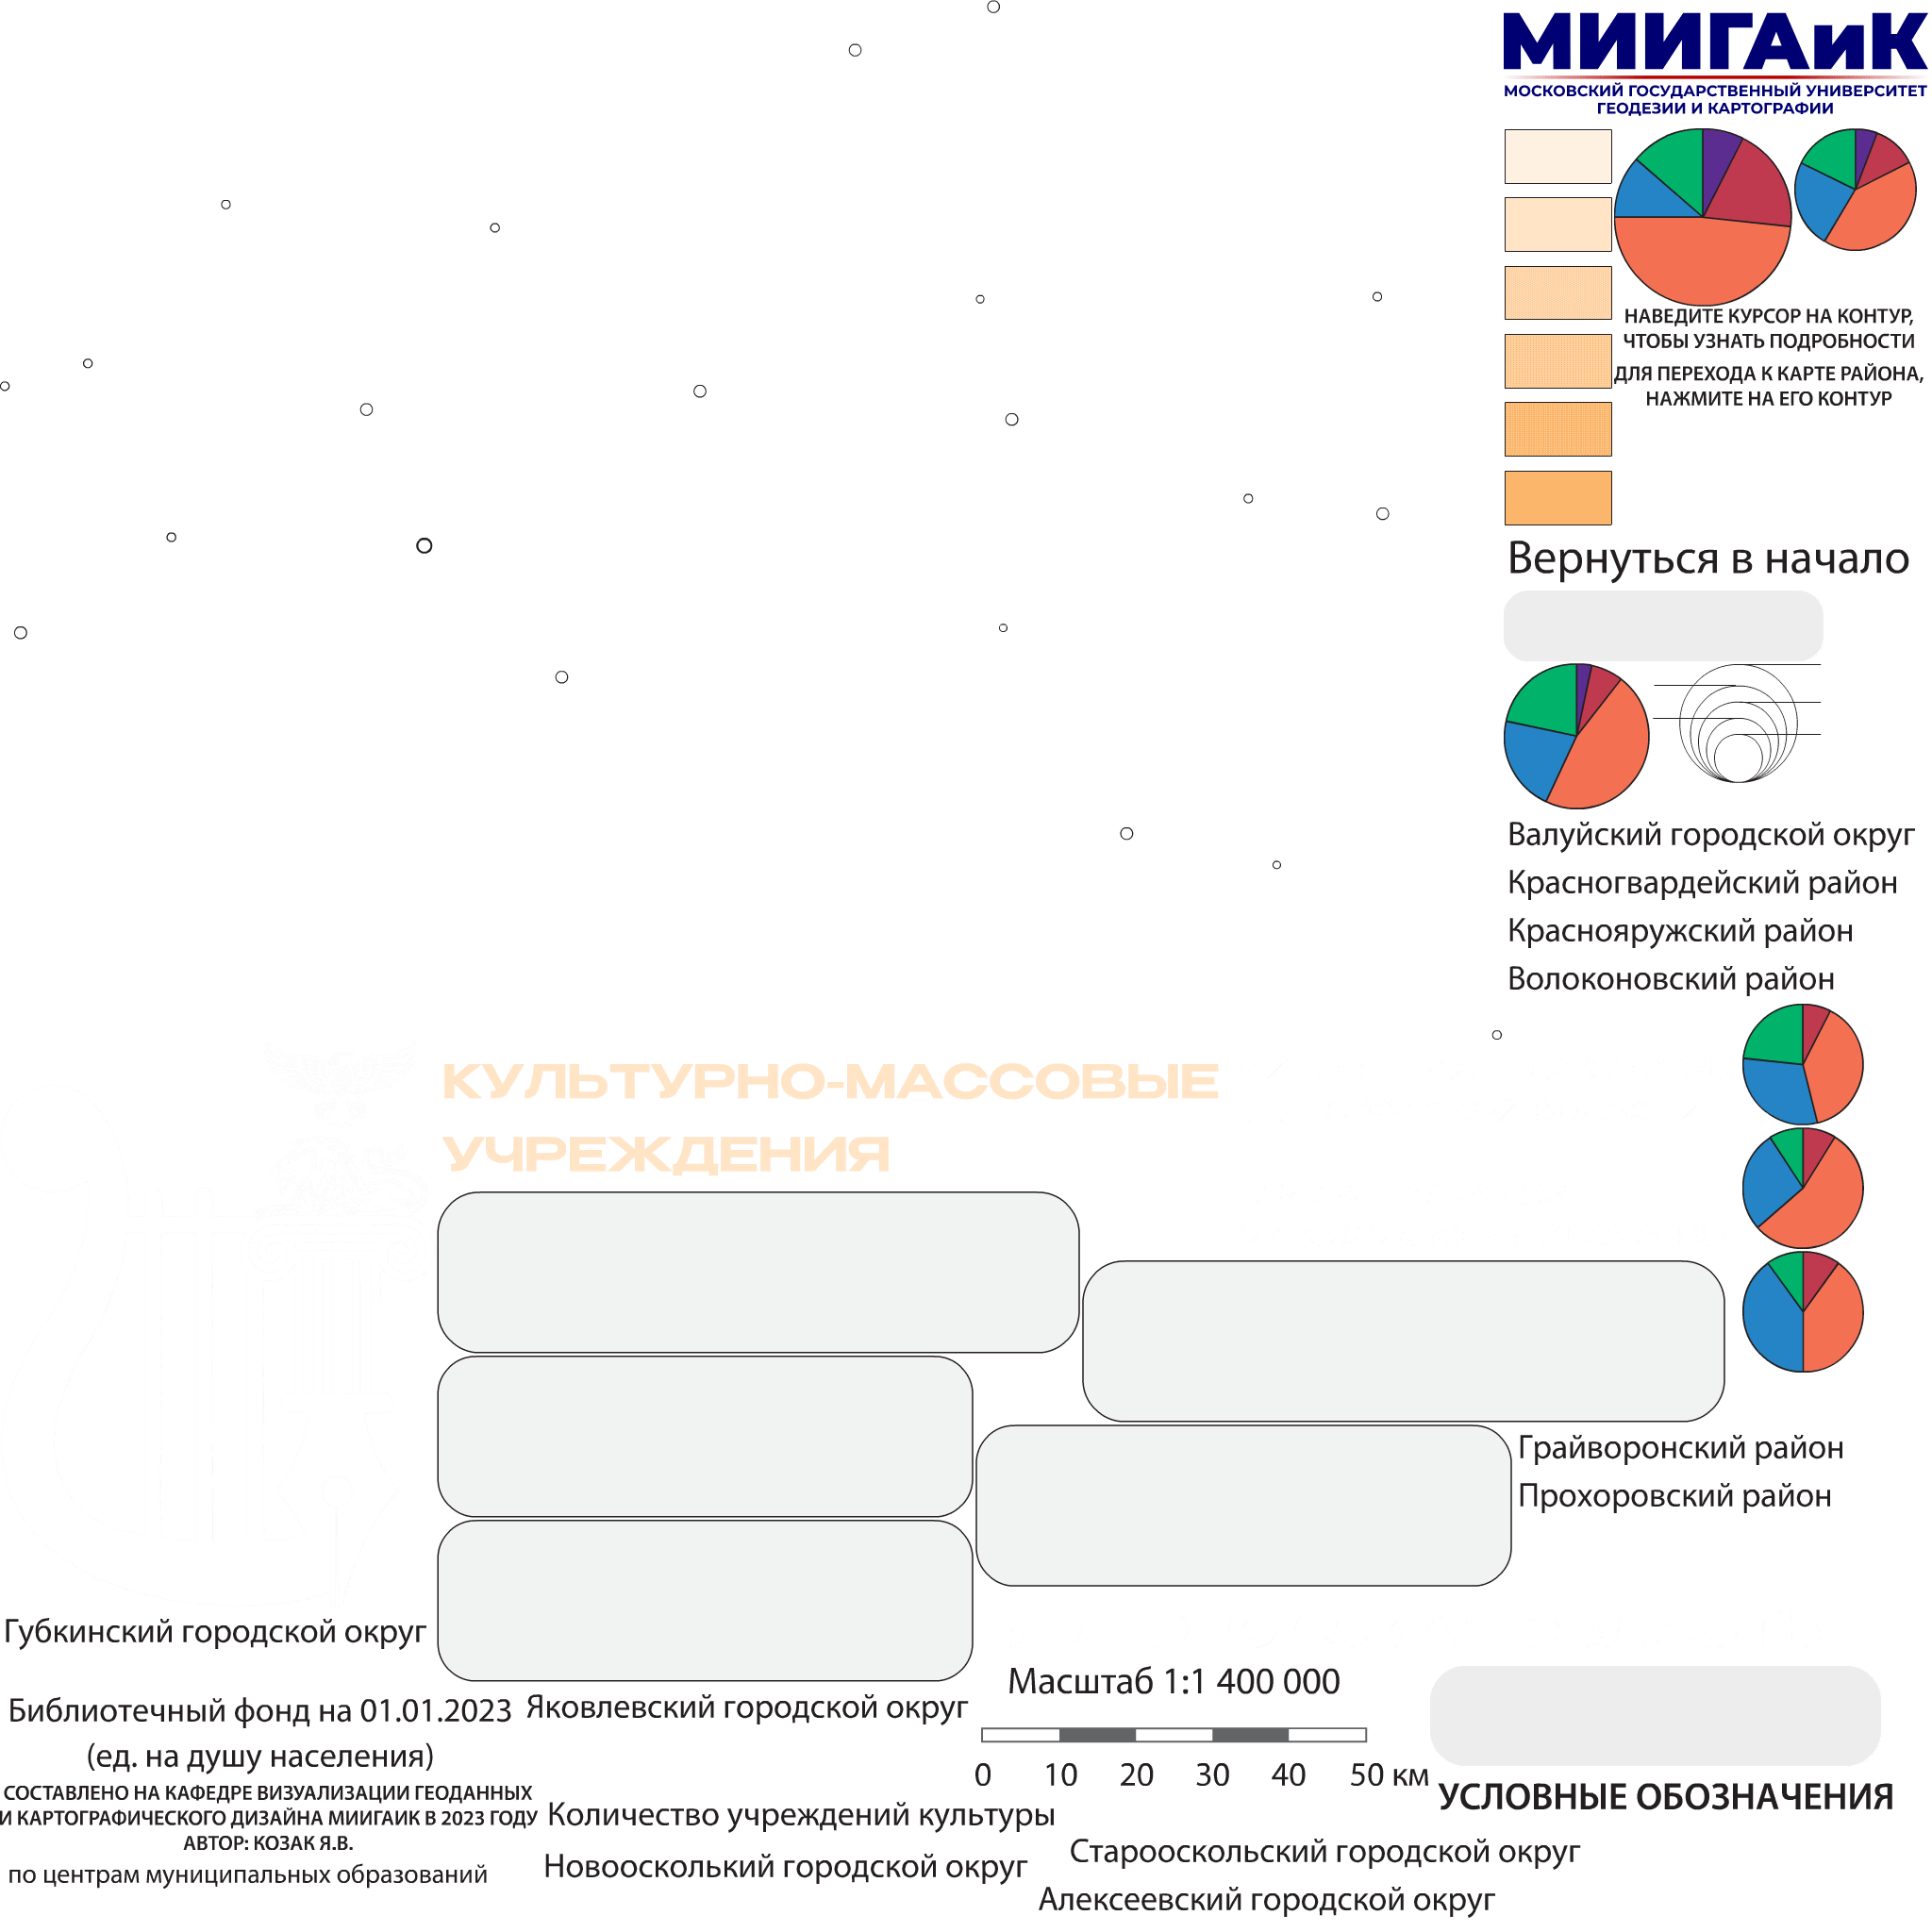 МИИГАиК
МОСКОВСКИЙ ГОСУДАРСТВЕННЫЙ УНИВЕРСИТЕТ
ГЕОДЕЗИИ И КАРТОГРАФИИ
НАВЕДИТЕ КУРСОР НА КОНТУР,
ЧТОБЫ УЗНАТЬ ПОДРОБНОСТИ
ДЛЯ ПЕРЕХОДА К КАРТЕ РАЙОНА,
НАЖМИТЕ НА ЕГО КОНТУР
Вернуться в начало
Валуйский городской округ
Красногвардейский район
Краснояружский район
Волоконовский район
КУЛЬТУРНО-МАССОВЫЕ
УЧРЕЖДЕНИЯ
Грайворонский район
Прохоровский район
Губкинский городской округ
Библиотечный фонд на 01.01.2023
(ед. на душу населения)
СОСТАВЛЕНО НА КАФЕДРЕ ВИЗУАЛИЗАЦИИ ГЕОДАННЫХ
И КАРТОГРАФИЧЕСКОГО ДИЗАЙНА МИИГАИК В 2023 ГОДУ
АВТОР: КОЗАК Я.В.
по центрам муниципальных образований
Яковлевский городской округ
Масштаб 1:1 400 000
0 10 20 30 40 50 км
Количество учреждений культуры
Новоосколький городской округ
УСЛОВНЫЕ ОБОЗНАЧЕНИЯ
Старооскольский городской округ
Алексеевский городской округ